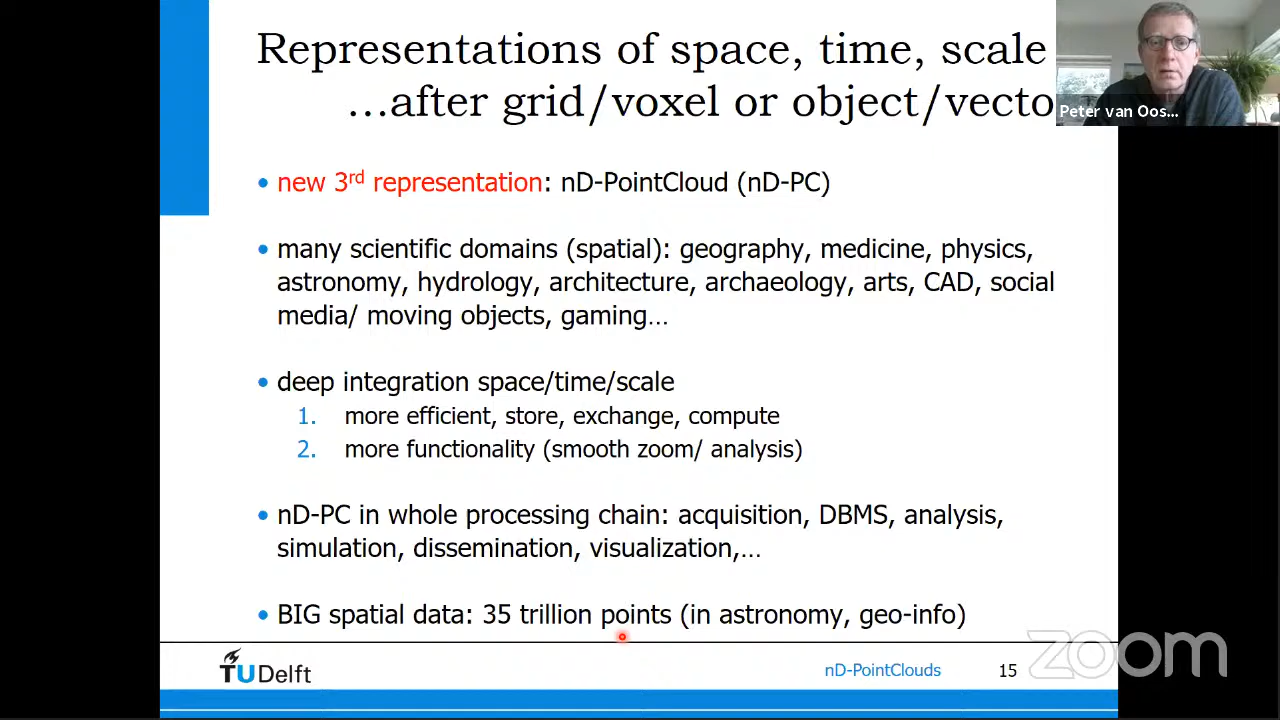 Representations of space, time, scale
…after grid/voxel or object/vecto
Peter van Oos...
• new 3rd representation: nD-PointCloud (nD-PC)
• many scientific domains (spatial): geography, medicine, physics,
astronomy, hydrology, architecture, archaeology, arts, CAD, social
media/ moving objects, gaming…
• deep integration space/time/scale
1. more efficient, store, exchange, compute
2. more functionality (smooth zoom/ analysis)
• nD-PC in whole processing chain: acquisition, DBMS, analysis,
simulation, dissemination, visualization,…
• BIG spatial data: 35 trillion points (in astronomy, geo-info)
TUDelft
nD-PointClouds
15
zoom